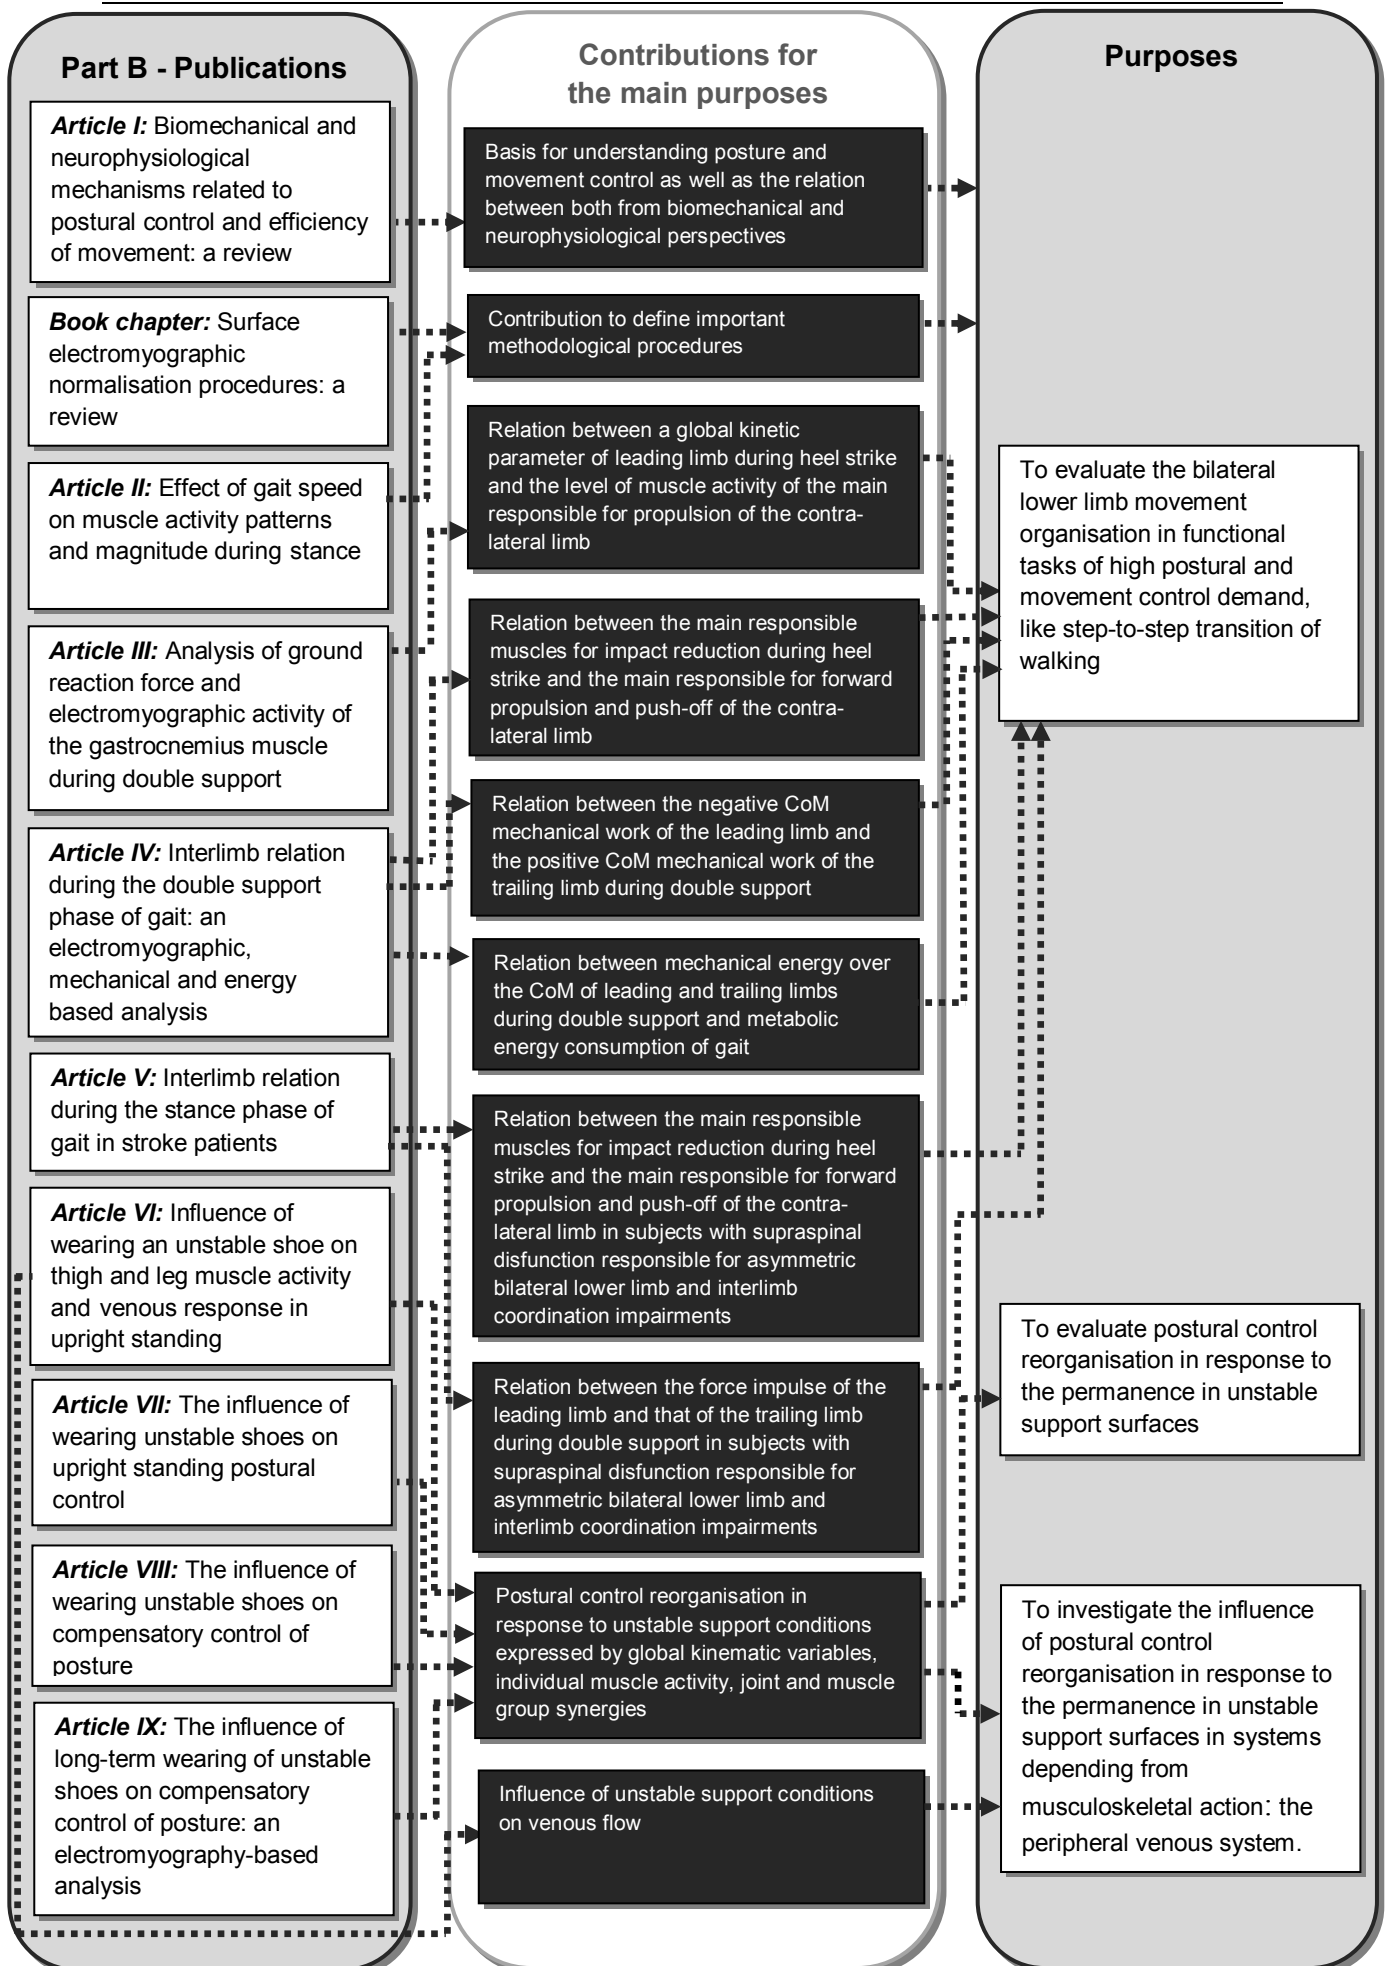 Part B - Publications
Article I: Biomechanical and
neurophysiological
mechanisms related to
postural control and efficiency
of movement: a review
Book chapter: Surface
electromyographic
normalisation procedures: a
review
Article II: Effect of gait speed
on muscle activity patterns
and magnitude during stance
Article III: Analysis of ground
reaction force and
electromyographic activity of
the gastrocnemius muscle
during double support
Article IV: Interlimb relation
during the double support
phase of gait: an
electromyographic,
mechanical and energy
based analysis
Article V: Interlimb relation
during the stance phase of
gait in stroke patients
Article VI: Influence of
wearing an unstable shoe on
thigh and leg muscle activity
and venous response in
upright standing
Article VII: The influence of
wearing unstable shoes on
upright standing postural
control
Article VIII: The influence of
wearing unstable shoes on
compensatory control of
posture
Article IX: The influence of
long-term wearing of unstable
shoes on compensatory
control of posture: an
electromyography-based
analysis
Contributions for
the main purposes
Basis for understanding posture and
movement control as well as the relation
between both from biomechanical and
neurophysiological perspectives
Contribution to define important
methodological procedures
Relation between a global kinetic
parameter of leading limb during heel strike
and the level of muscle activity of the main
responsible for propulsion of the contra-
lateral limb
Relation between the main responsible
muscles for impact reduction during heel
strike and the main responsible for forward
propulsion and push-off of the contra-
lateral limb
Relation between the negative CoM
mechanical work of the leading limb and
the positive CoM mechanical work of the
trailing limb during double support
Relation between mechanical energy over
the CoM of leading and trailing limbs
during double support and metabolic
energy consumption of gait
Relation between the main responsible
muscles for impact reduction during heel
strike and the main responsible for forward
propulsion and push-off of the contra-
lateral limb in subjects with supraspinal
disfunction responsible for asymmetric
bilateral lower limb and interlimb
coordination impairments
Relation between the force impulse of the
leading limb and that of the trailing limb
during double support in subjects with
supraspinal disfunction responsible for
asymmetric bilateral lower limb and
interlimb coordination impairments
Postural control reorganisation in
response to unstable support conditions
expressed by global kinematic variables,
individual muscle activity, joint and muscle
group synergies
Influence of unstable support conditions
on venous flow
Purposes
To evaluate the bilateral
lower limb movement
organisation in functional
tasks of high postural and
movement control demand,
like step-to-step transition of
walking
To evaluate postural control
reorganisation in response to
the permanence in unstable
support surfaces
To investigate the influence
of postural control
reorganisation in response to
the permanence in unstable
support surfaces in systems
depending from
musculoskeletal action: the
peripheral venous system.